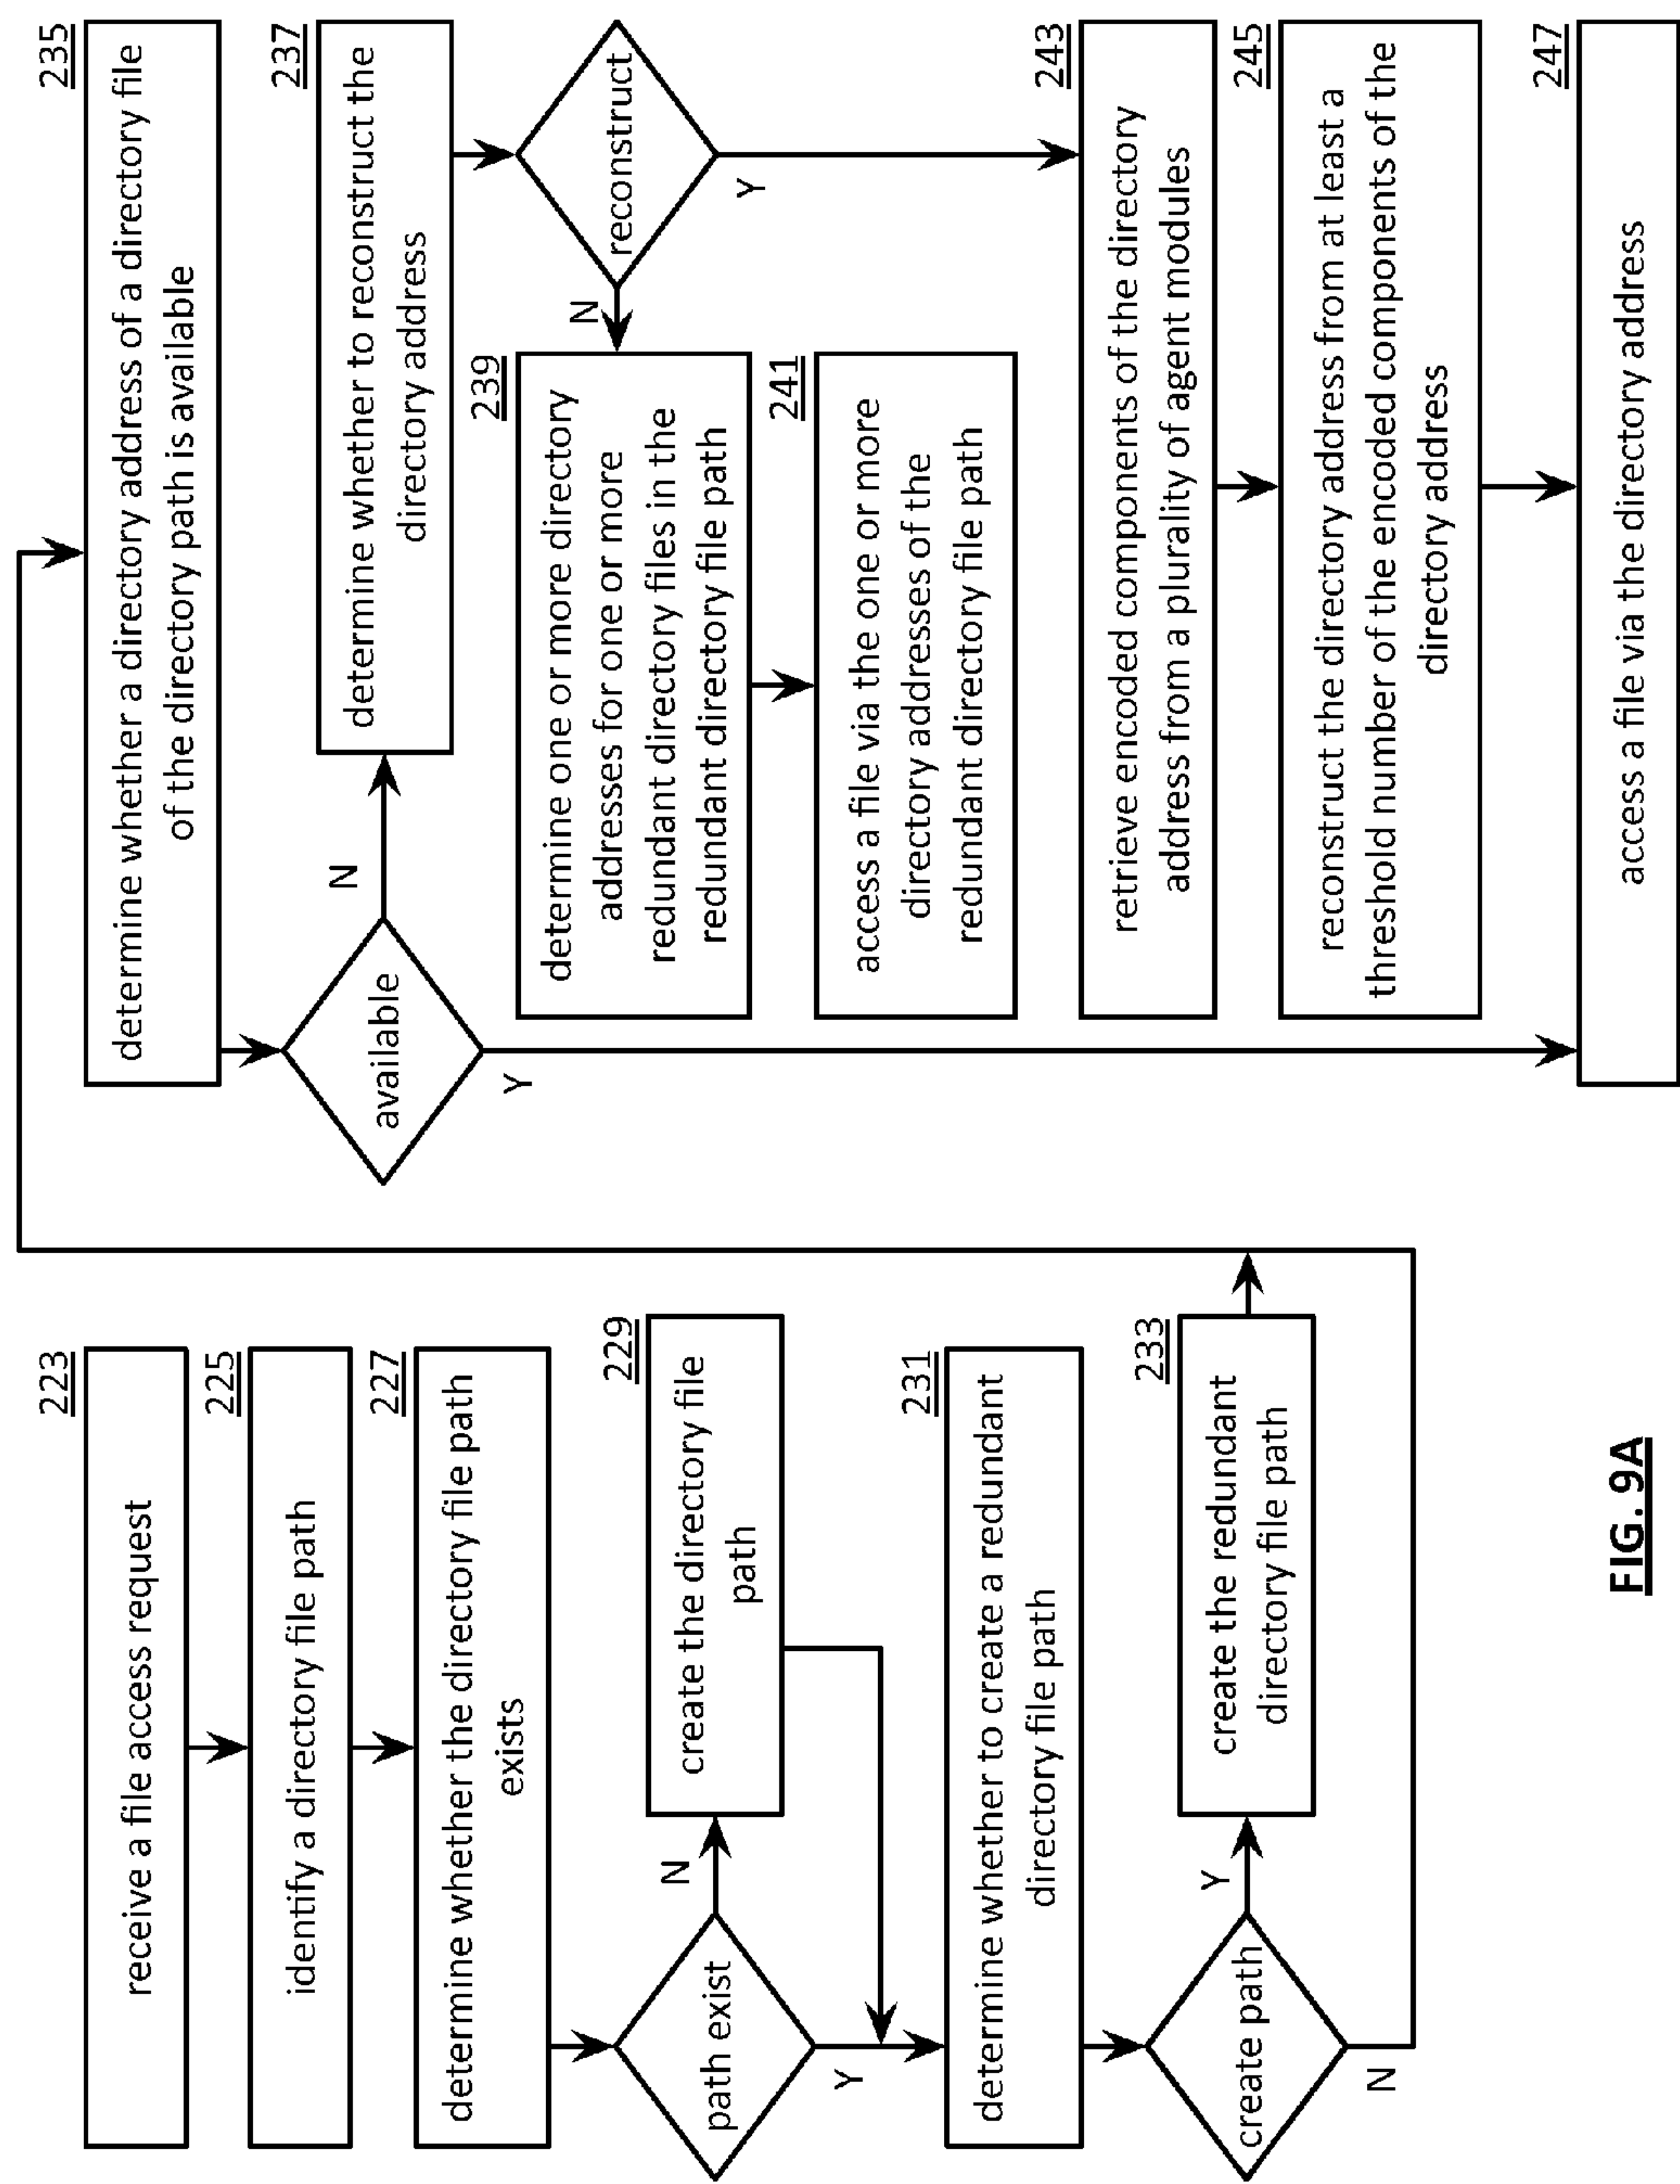 223
receive a file access request
225
identify a directory file path
227
determine whether the directory file path
exists
path exist
N
Y
229
create the directory file
path
231
determine whether to create a redundant
directory file path
create path
Y
N
233
create the redundant
directory file path
235
determine whether a directory address of a directory file
of the directory path is available
available
N
Y
237
determine whether to reconstruct the
directory address
reconstruct
N
Y
239
determine one or more directory
addresses for one or more
redundant directory files in the
redundant directory file path
241
access a file via the one or more
directory addresses of the
redundant directory file path
243
retrieve encoded components of the directory
address from a plurality of agent modules
245
reconstruct the directory address from at least a
threshold number of the encoded components of the
directory address
247
access a file via the directory address
FIG. 9A